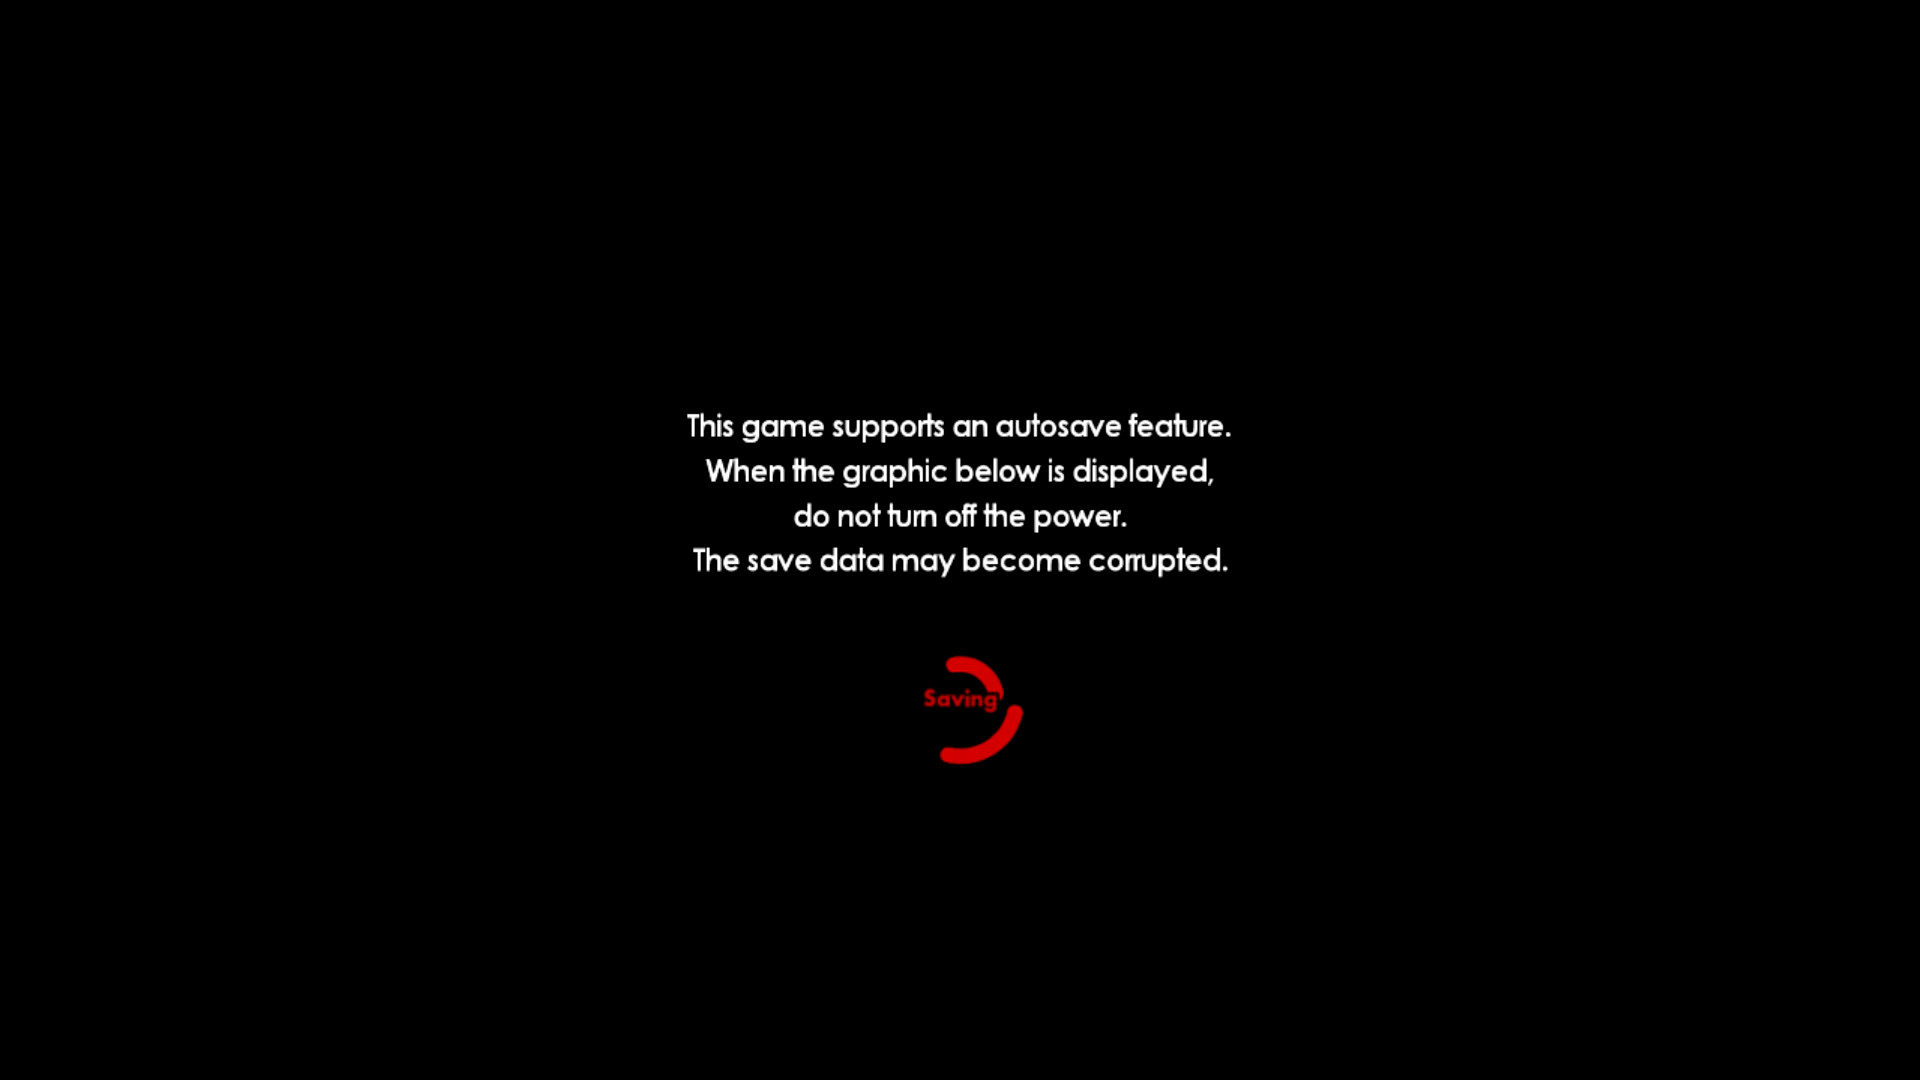 This game supports an autosave feature.
When the graphic below is displayed,
do not turn off the power.
The save data may become corrupted.
Saving